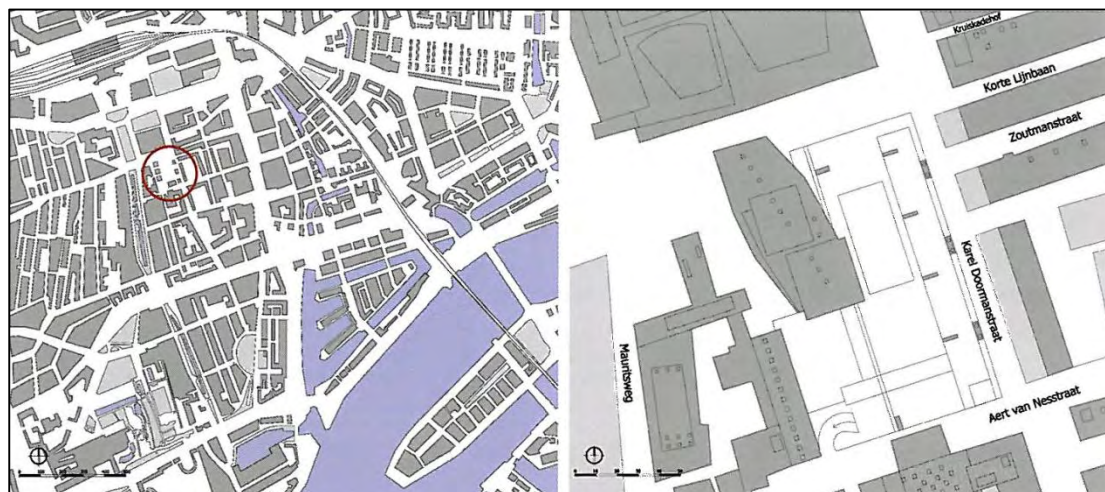 Kruiskadehof
Korte Lijnbaan
Zoutmanstraat
Karel Doormanstraat
Mauritsweg
Aert van Nesstraat